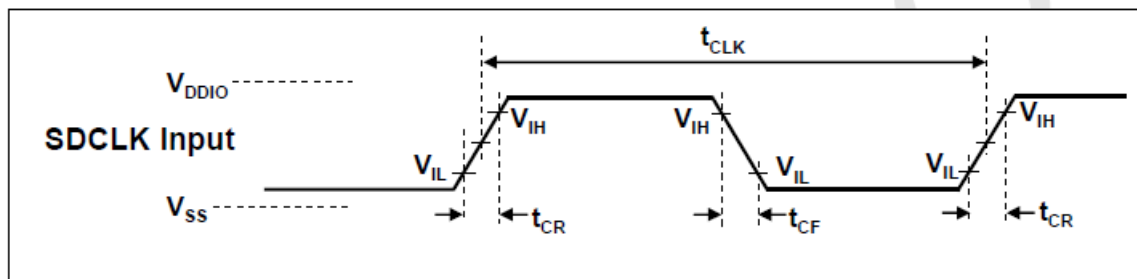 tCLK
VDDIO
SDCLK Input
VIH
VIH
VIH
VIL
VIL
VIL
VSS
tCR
tCF
tCR